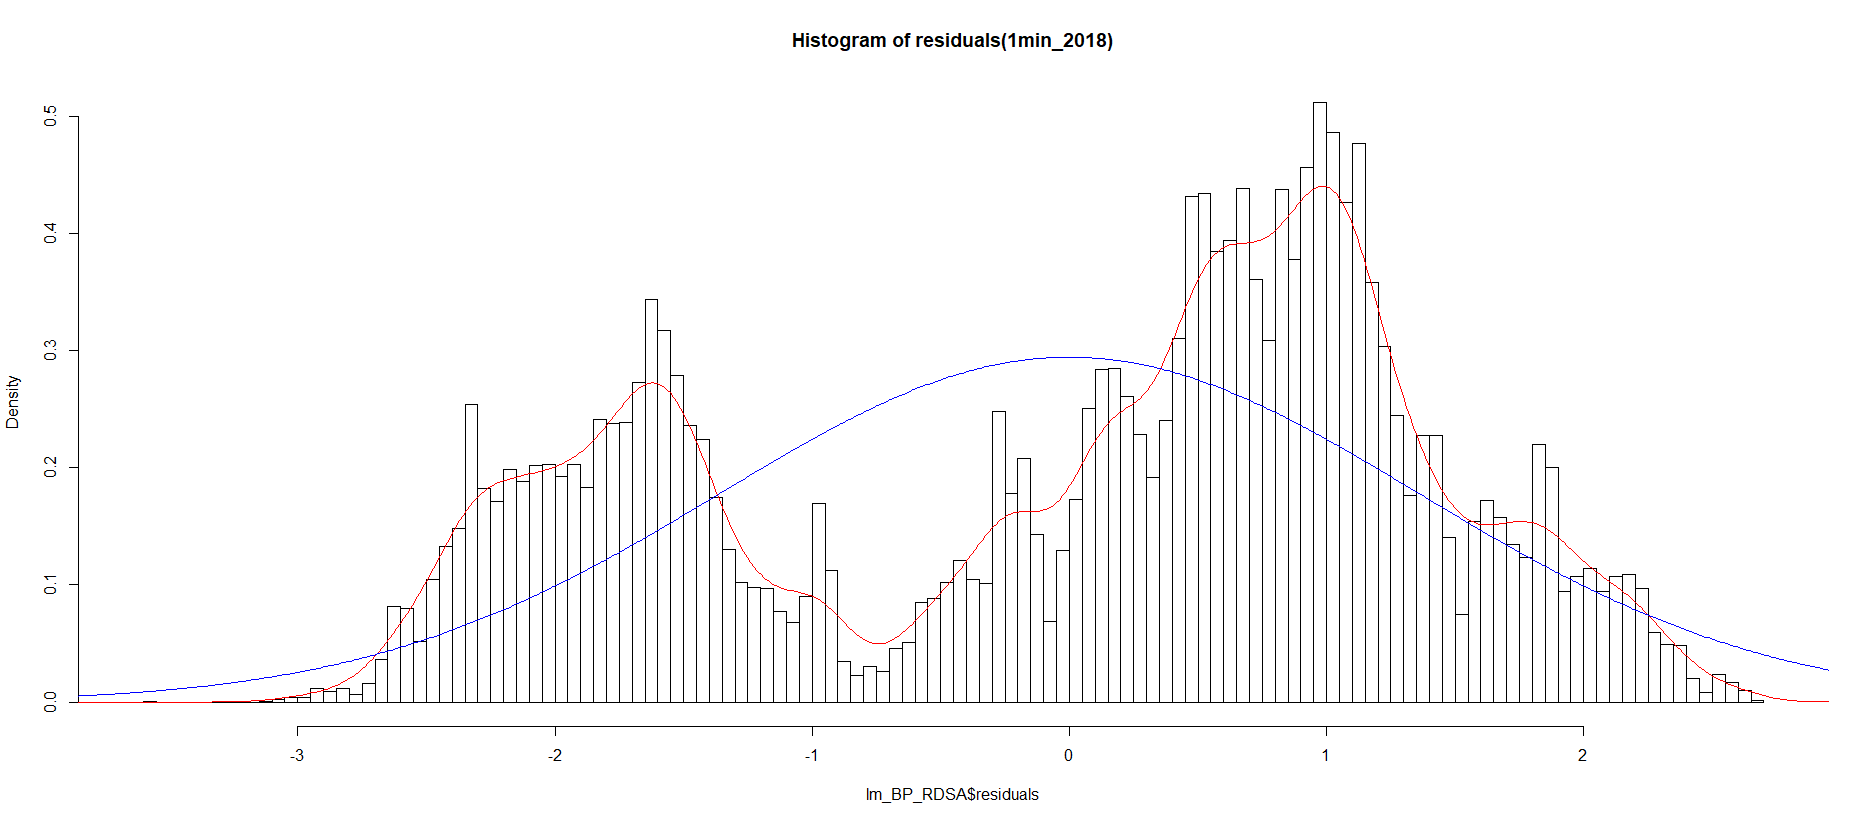 Histogram of residuals(1min_2018)
Density
0.5
0.4
0.3
0.2
0.1
0.0
-3 -2 -1 0 1 2
lm_BP_RDSA$residuals